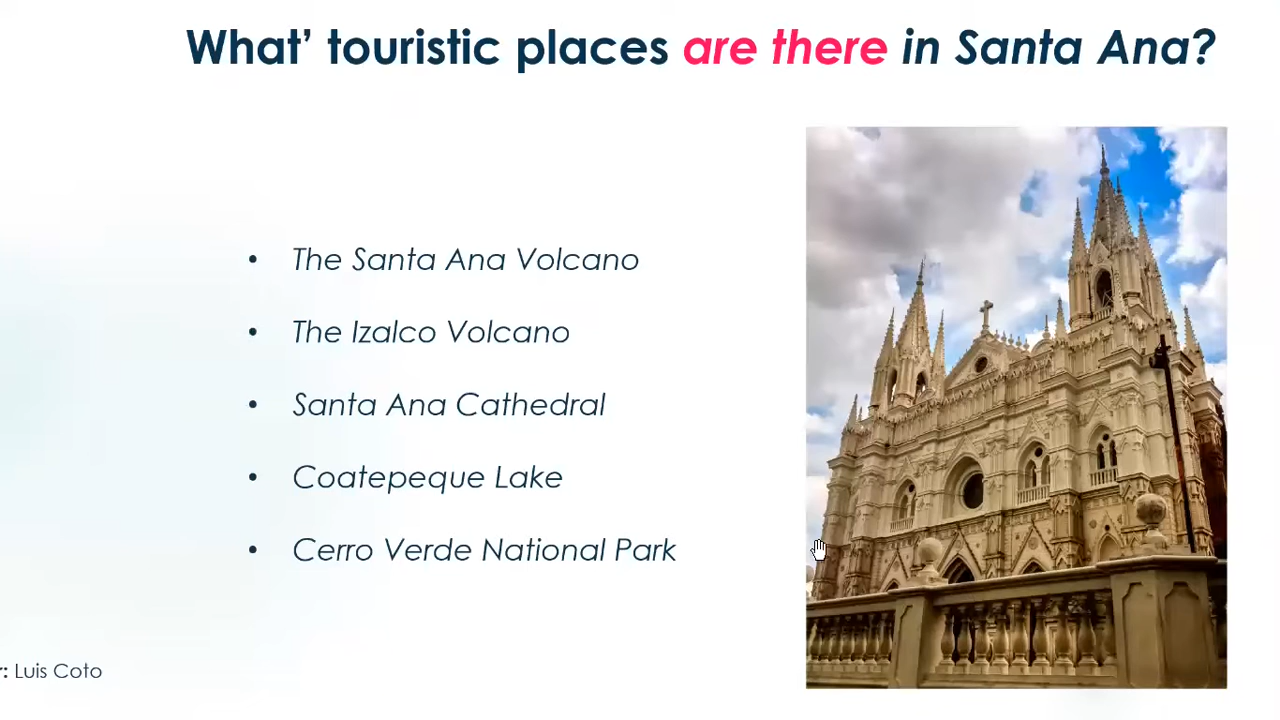 What' touristic places are there in Santa Ana?
• The Santa Ana Volcano
• The Izalco Volcano
• Santa Ana Cathedral
• Coatepeque Lake
• Cerro Verde National Park
r: Luis Coto